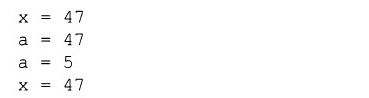 x = 47
a = 47
a = 5
x = 47